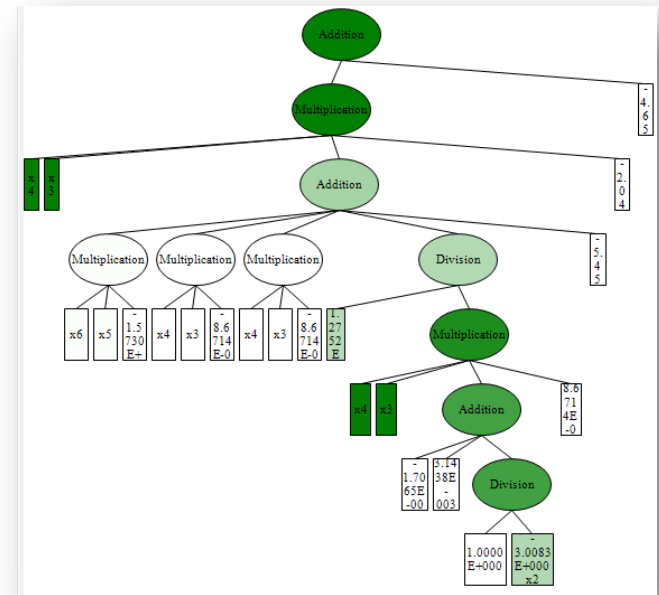 Addition
Multiplication
-
4.
6
5
x
4
x
3
Addition
-
2.
0
4
Multiplication
Multiplication
Multiplication
Division
-
5.
4
5
x6
x5
-
1.5
730
E+
x4
x3
-
8.6
714
E-0
x4
x3
-
8.6
714
E-0
1.
27
52
E
Multiplication
x4
x3
Addition
8.6
71
4E
-0
-
1.70
65E
-00
3.14
38E
-
003
Division
1.0000
E+000
-
3.0083
E+000
x2